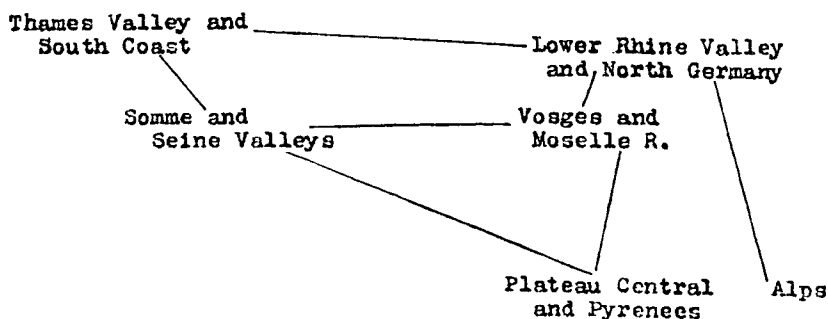 Thames Valley and
South Coast
Lower Rhine Valley
and North Germany
Somme and
Seine Valleys
Vosges and
Moselle R.
Plateau Central
and Pyrenees
Alps